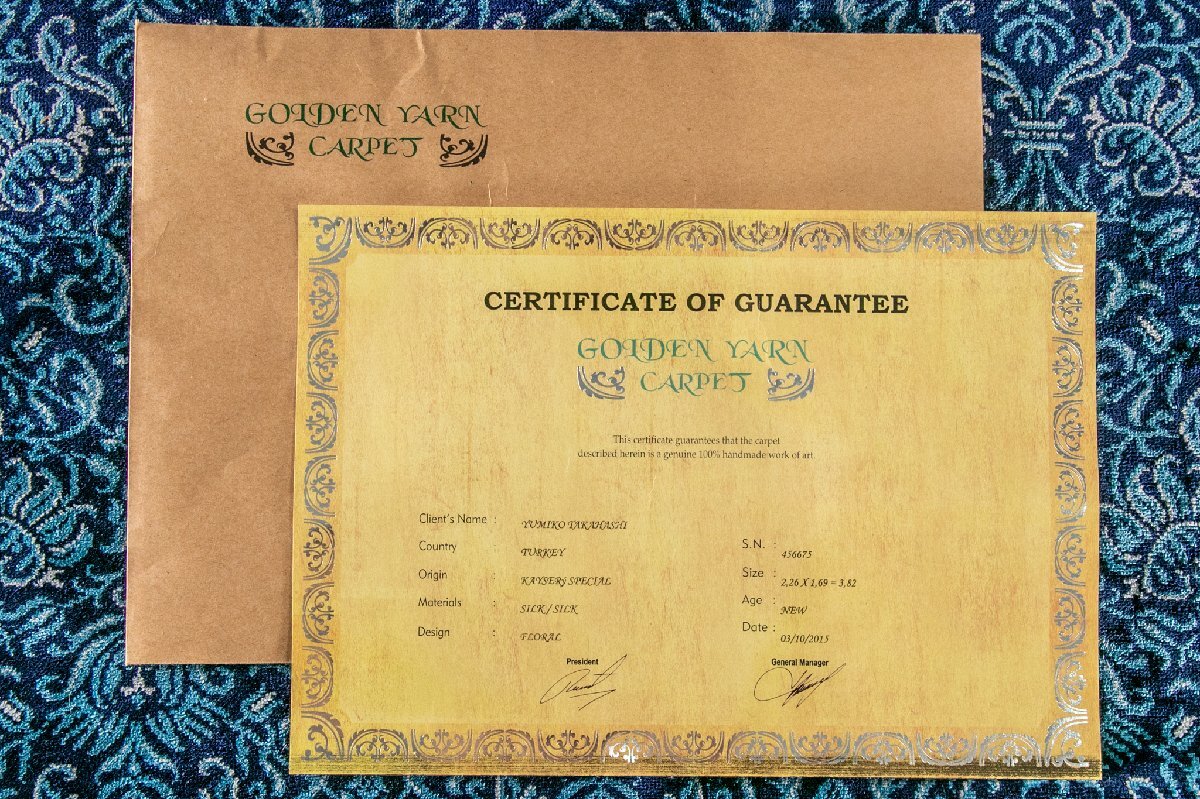 GOLDEN YARN
CARPET
CERTIFICATE OF GUARANTEE
GOLDEN YARN
CARPET
This certificate guarantees that the carpet
described herein is a genuine 100% handmade work of art.
Client's Name : YUMIKO TAKAHASHI
Country : TURKEY
S.N. : 456675
Origin : KAYSERİ SPECIAL
Size : 2,26 X 1,69 = 3,82
Materials : SILK / SILK
Age : NEW
Design : FLORAL
Date : 03/10/2015
President
General Manager